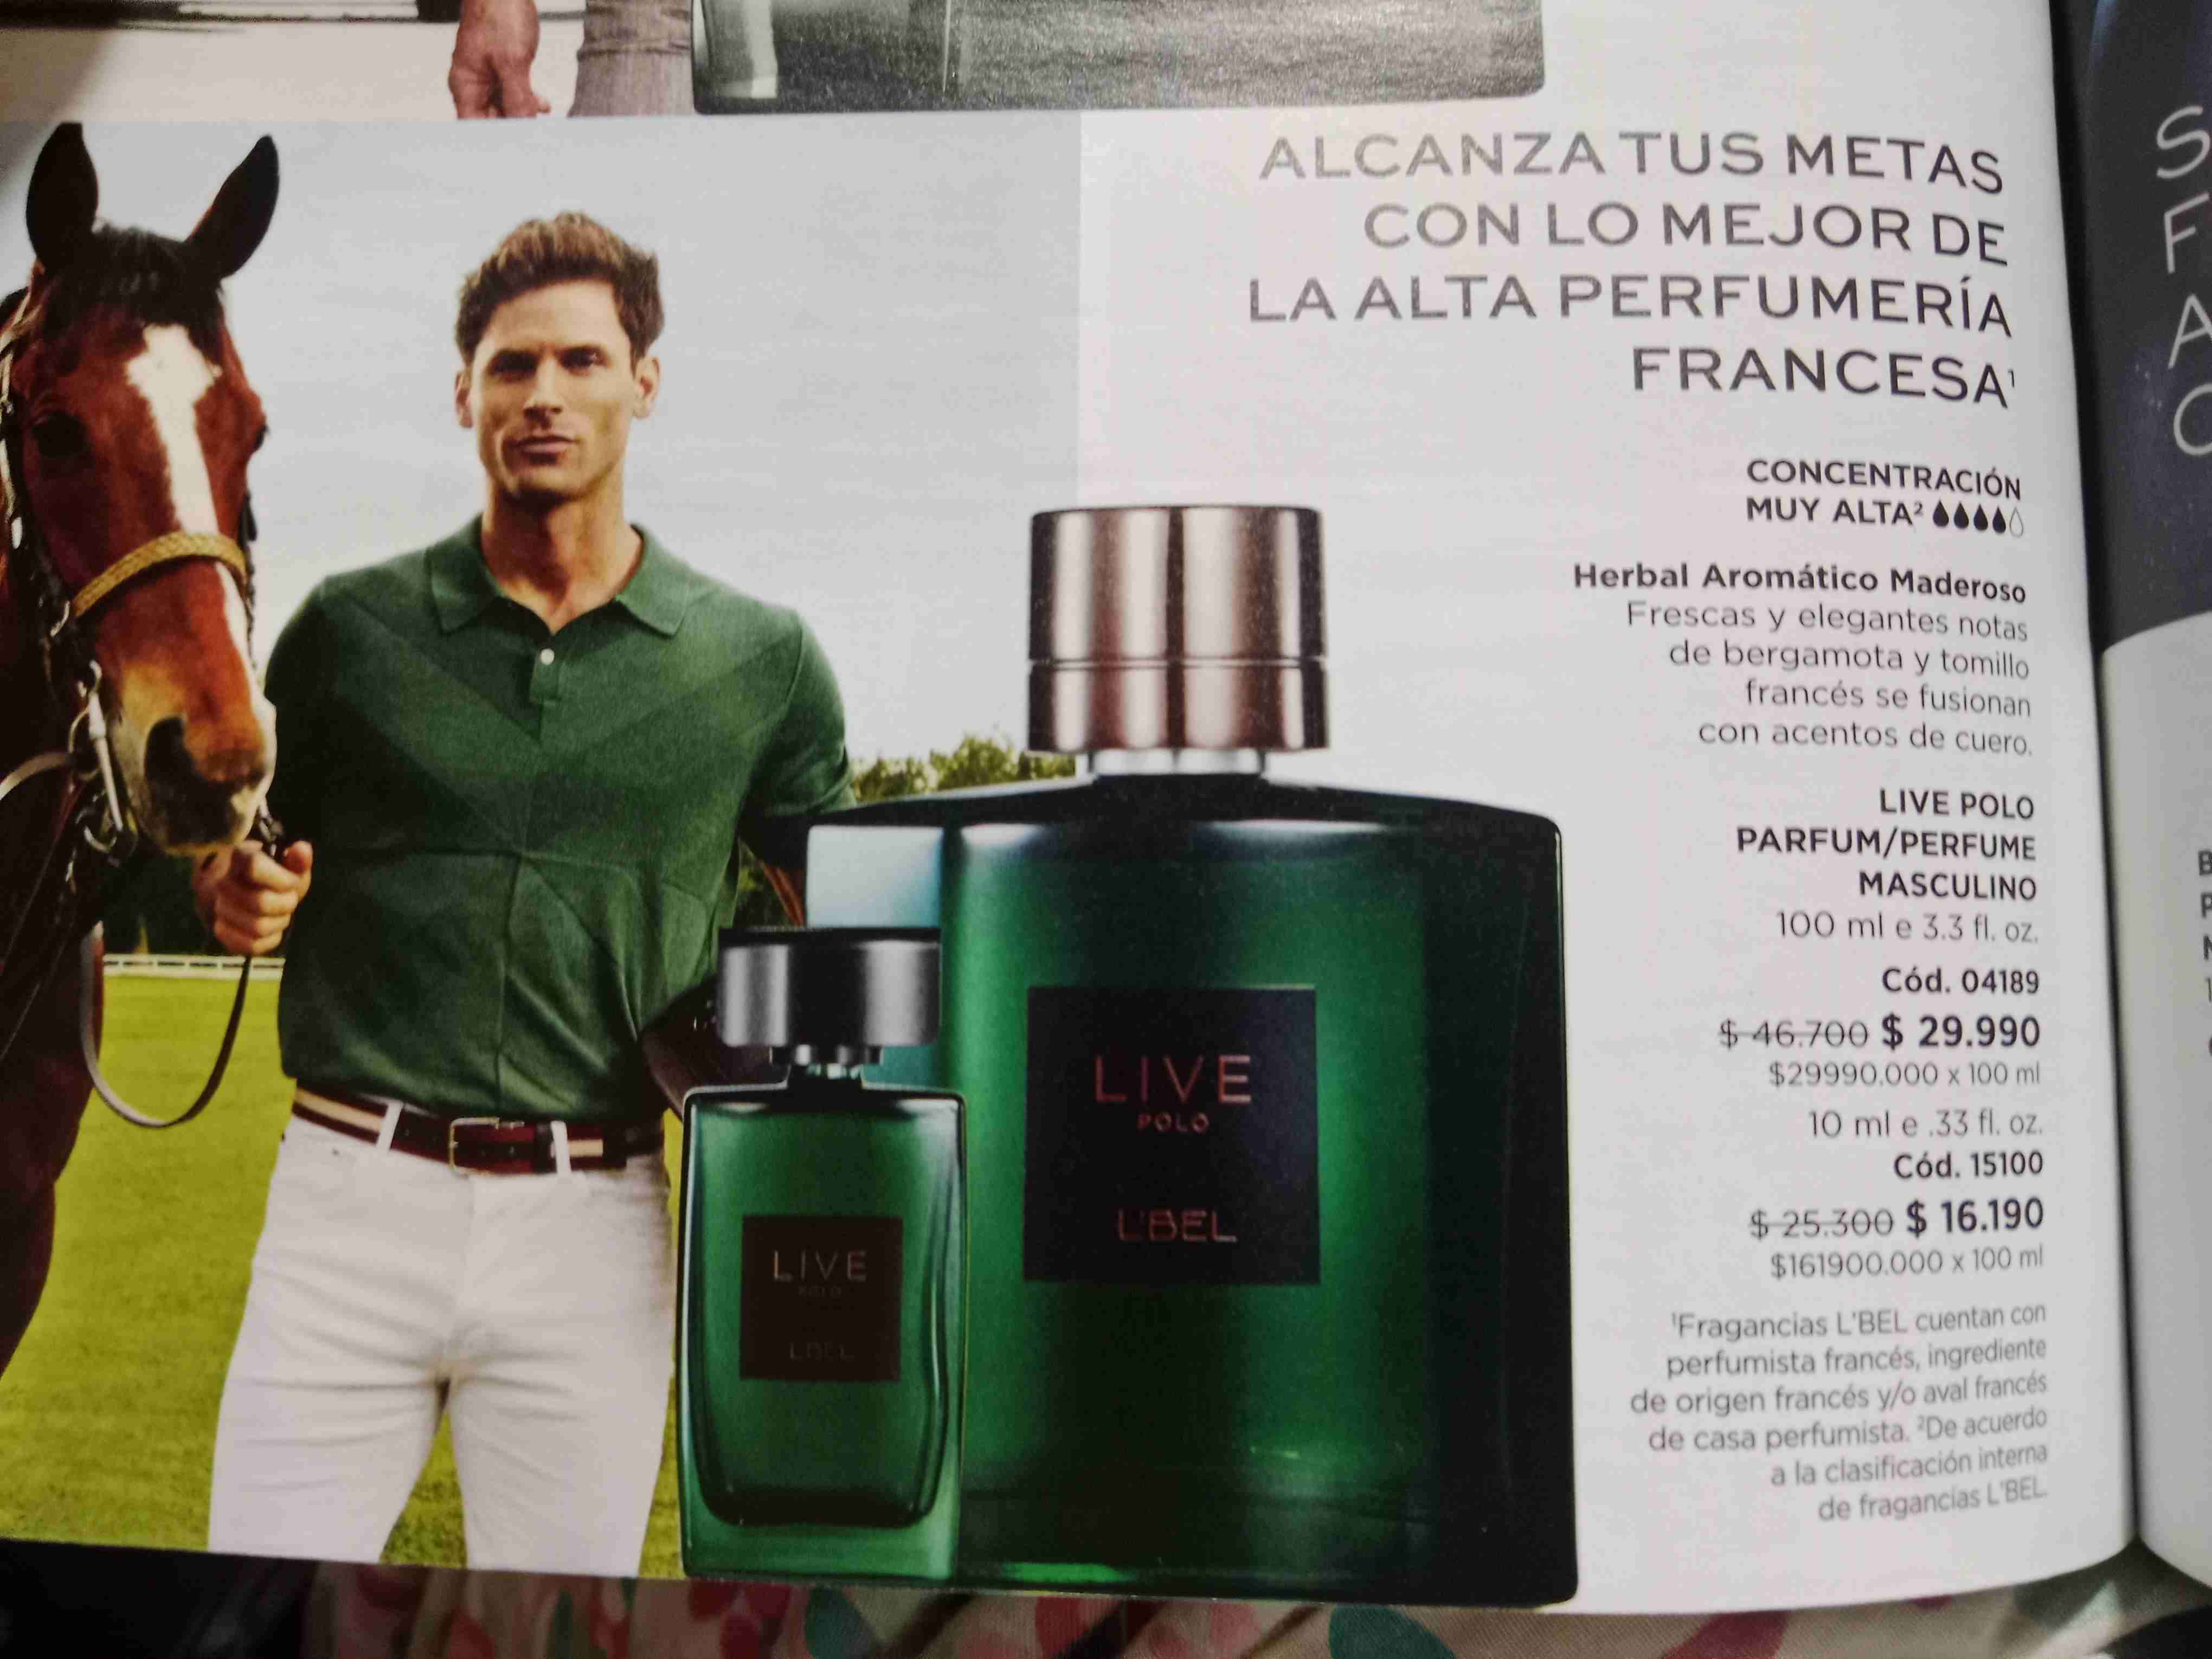 ALCANZA TUS METAS
CON LO MEJOR DE
LA ALTA PERFUMERÍA
FRANCESA¹
CONCENTRACIÓN
MUY ALTA²
Herbal Aromático Maderoso
Frescas y elegantes notas
de bergamota y tomillo
francés se fusionan
con acentos de cuero.
LIVE POLO
PARFUM/PERFUME
MASCULINO
100 ml e 3.3 fl. oz.
Cód. 04189
$ 46.700 $ 29.990
$29990.000 x 100 ml
10 ml e .33 fl. oz.
Cód. 15100
$ 25.300 $ 16.190
$161900.000 x 100 ml
¹Fragancias L'BEL cuentan con
perfumista francés, ingrediente
de origen francés y/o aval francés
de casa perfumista. ²De acuerdo
a la clasificación interna
de fragancias L'BEL.
LIVE
POLO
L'BEL
LIVE
POLO
L'BEL
S
F
A